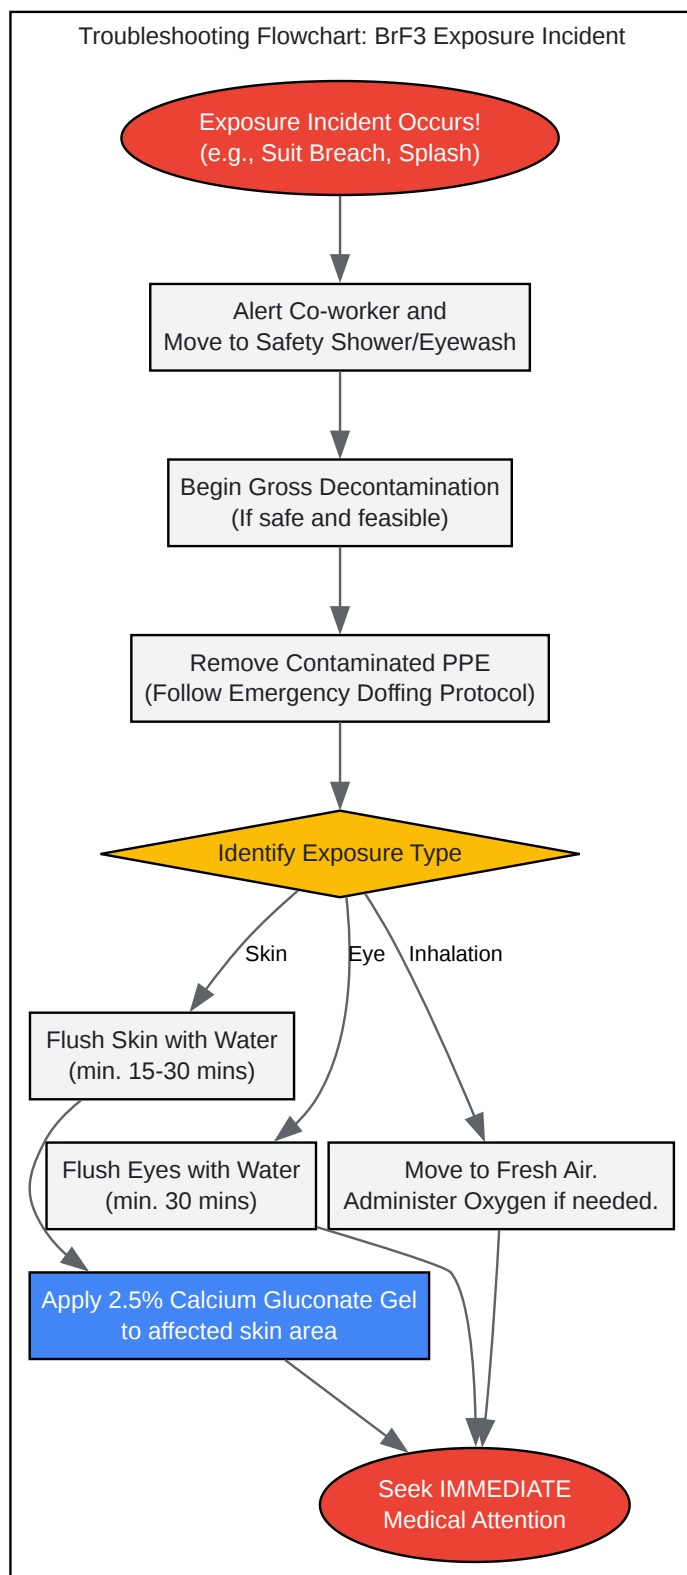 Troubleshooting Flowchart: BrF3 Exposure Incident
Exposure Incident Occurs!
(e.g., Suit Breach, Splash)
Alert Co-worker and
Move to Safety Shower/Eyewash
Begin Gross Decontamination
(If safe and feasible)
Remove Contaminated PPE
(Follow Emergency Doffing Protocol)
Identify Exposure Type
Skin
Eye
Inhalation
Flush Skin with Water
(min. 15-30 mins)
Flush Eyes with Water
(min. 30 mins)
Move to Fresh Air.
Administer Oxygen if needed.
Apply 2.5% Calcium Gluconate Gel
to affected skin area
Seek IMMEDIATE
Medical Attention